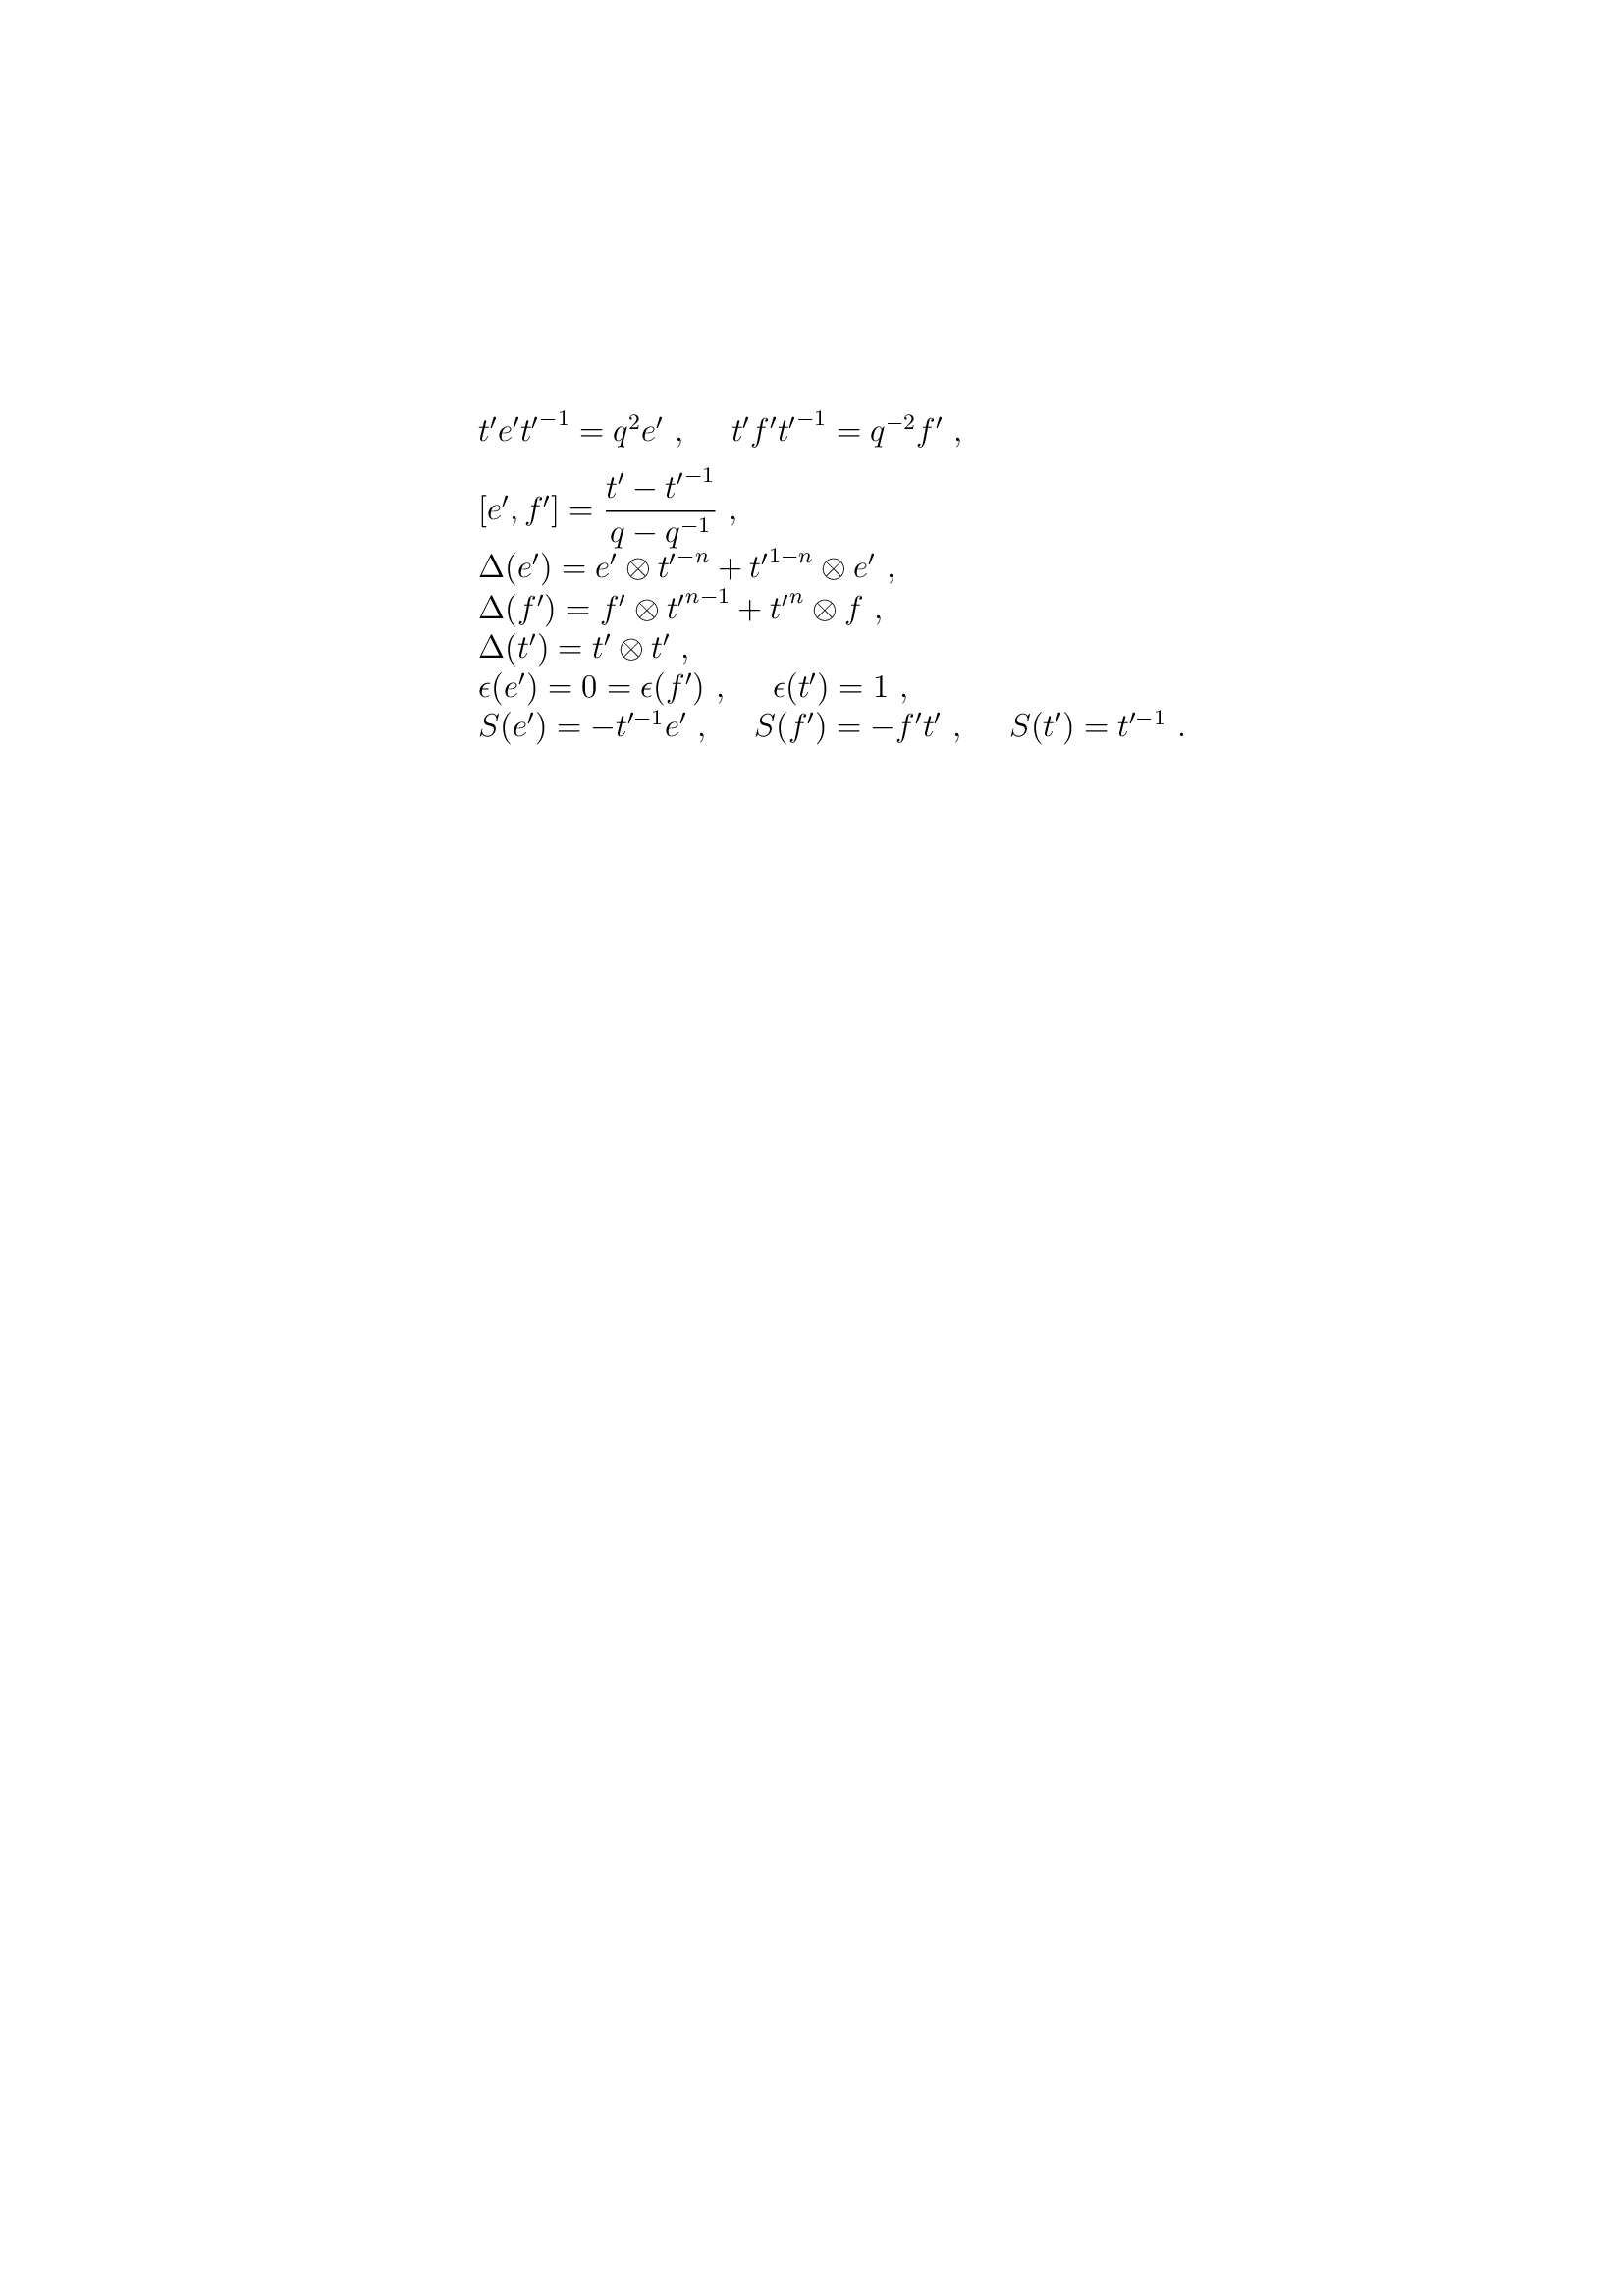 $t'e't'^{-1} = q^2 e'$ , $t'f't'^{-1} = q^{-2} f'$ ,
$[e', f'] = \dfrac{t' - t'^{-1}}{q - q^{-1}}$ ,
$\Delta(e') = e' \otimes t'^{-n} + t'^{1-n} \otimes e'$ ,
$\Delta(f') = f' \otimes t'^{n-1} + t'^{n} \otimes f$ ,
$\Delta(t') = t' \otimes t'$ ,
$\epsilon(e') = 0 = \epsilon(f')$ , $\epsilon(t') = 1$ ,
$S(e') = -t'^{-1} e'$ , $S(f') = -f't'$ , $S(t') = t'^{-1}$ .